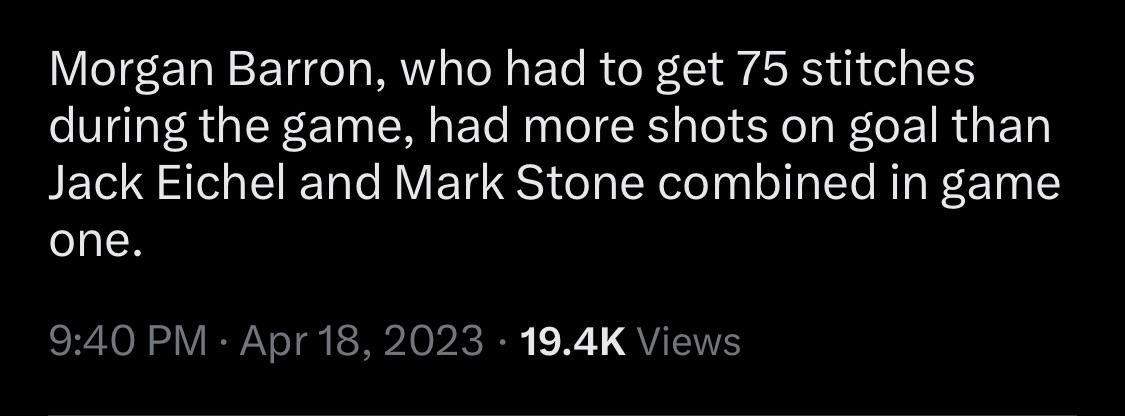 Morgan Barron, who had to get 75 stitches
during the game, had more shots on goal than
Jack Eichel and Mark Stone combined in game
one.
9:40 PM · Apr 18, 2023 · 19.4K Views